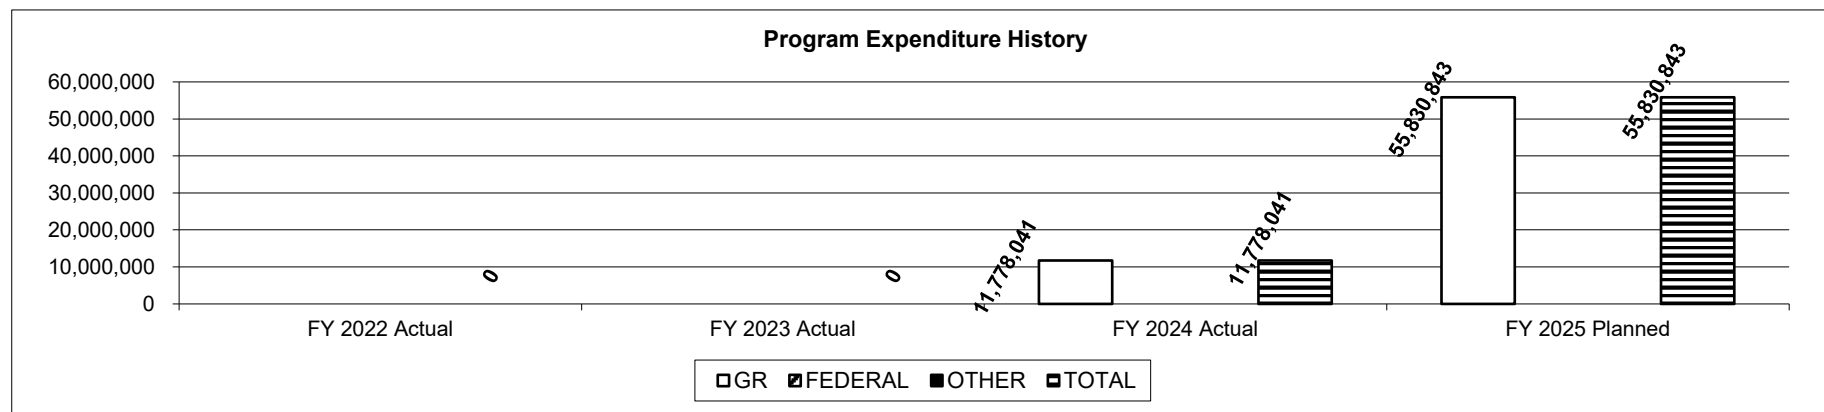 Program Expenditure History
60,000,000
50,000,000
40,000,000
30,000,000
20,000,000
10,000,000
0
0
0
11,778,041
11,778,041
55,830,843
55,830,843
FY 2022 Actual
FY 2023 Actual
FY 2024 Actual
FY 2025 Planned
GR FEDERAL OTHER TOTAL